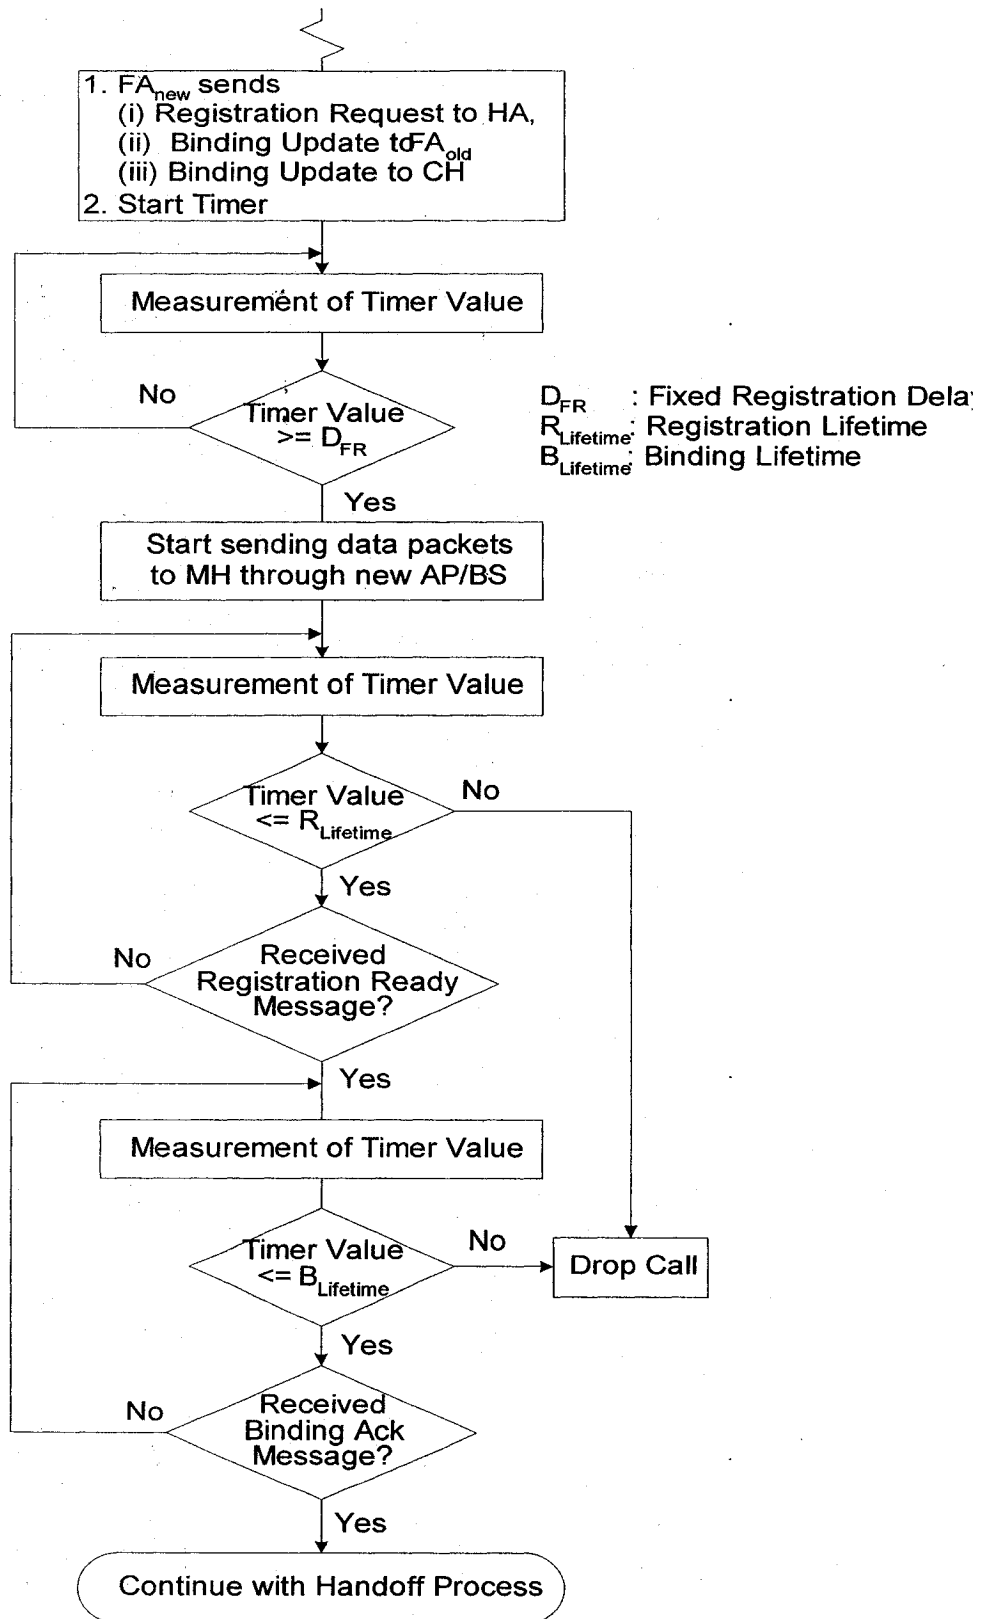 1. FAnew sends
(i) Registration Request to HA,
(ii) Binding Update toFAold
(iii) Binding Update to CH
2. Start Timer
Measurement of Timer Value
No
Timer Value
>= DFR
DFR : Fixed Registration Dela
RLifetime: Registration Lifetime
BLifetime: Binding Lifetime
Yes
Start sending data packets
to MH through new AP/BS
Measurement of Timer Value
Timer Value
<= RLifetime
No
Yes
No
Received
Registration Ready
Message?
Yes
Measurement of Timer Value
Timer Value
<= BLifetime
No
Drop Call
Yes
No
Received
Binding Ack
Message?
Yes
Continue with Handoff Process